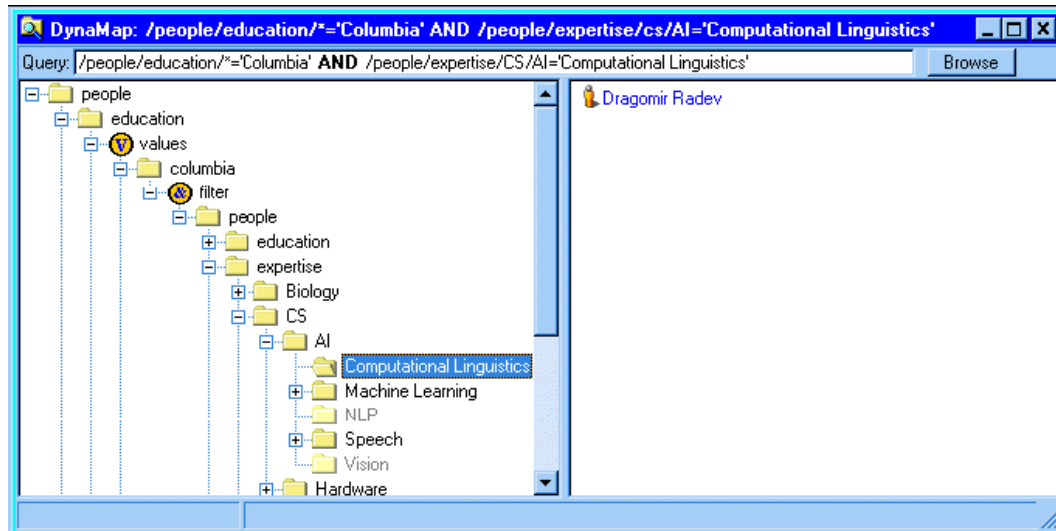 DynaMap: /people/education/*='Columbia' AND /people/expertise/cs/AI='Computational Linguistics'
Query: /people/education/*='Columbia' AND /people/expertise/CS/AI='Computational Linguistics' Browse
people
education
V values
columbia
& filter
people
education
expertise
Biology
CS
AI
Computational Linguistics
Machine Learning
NLP
Speech
Vision
Hardware
Dragomir Radev